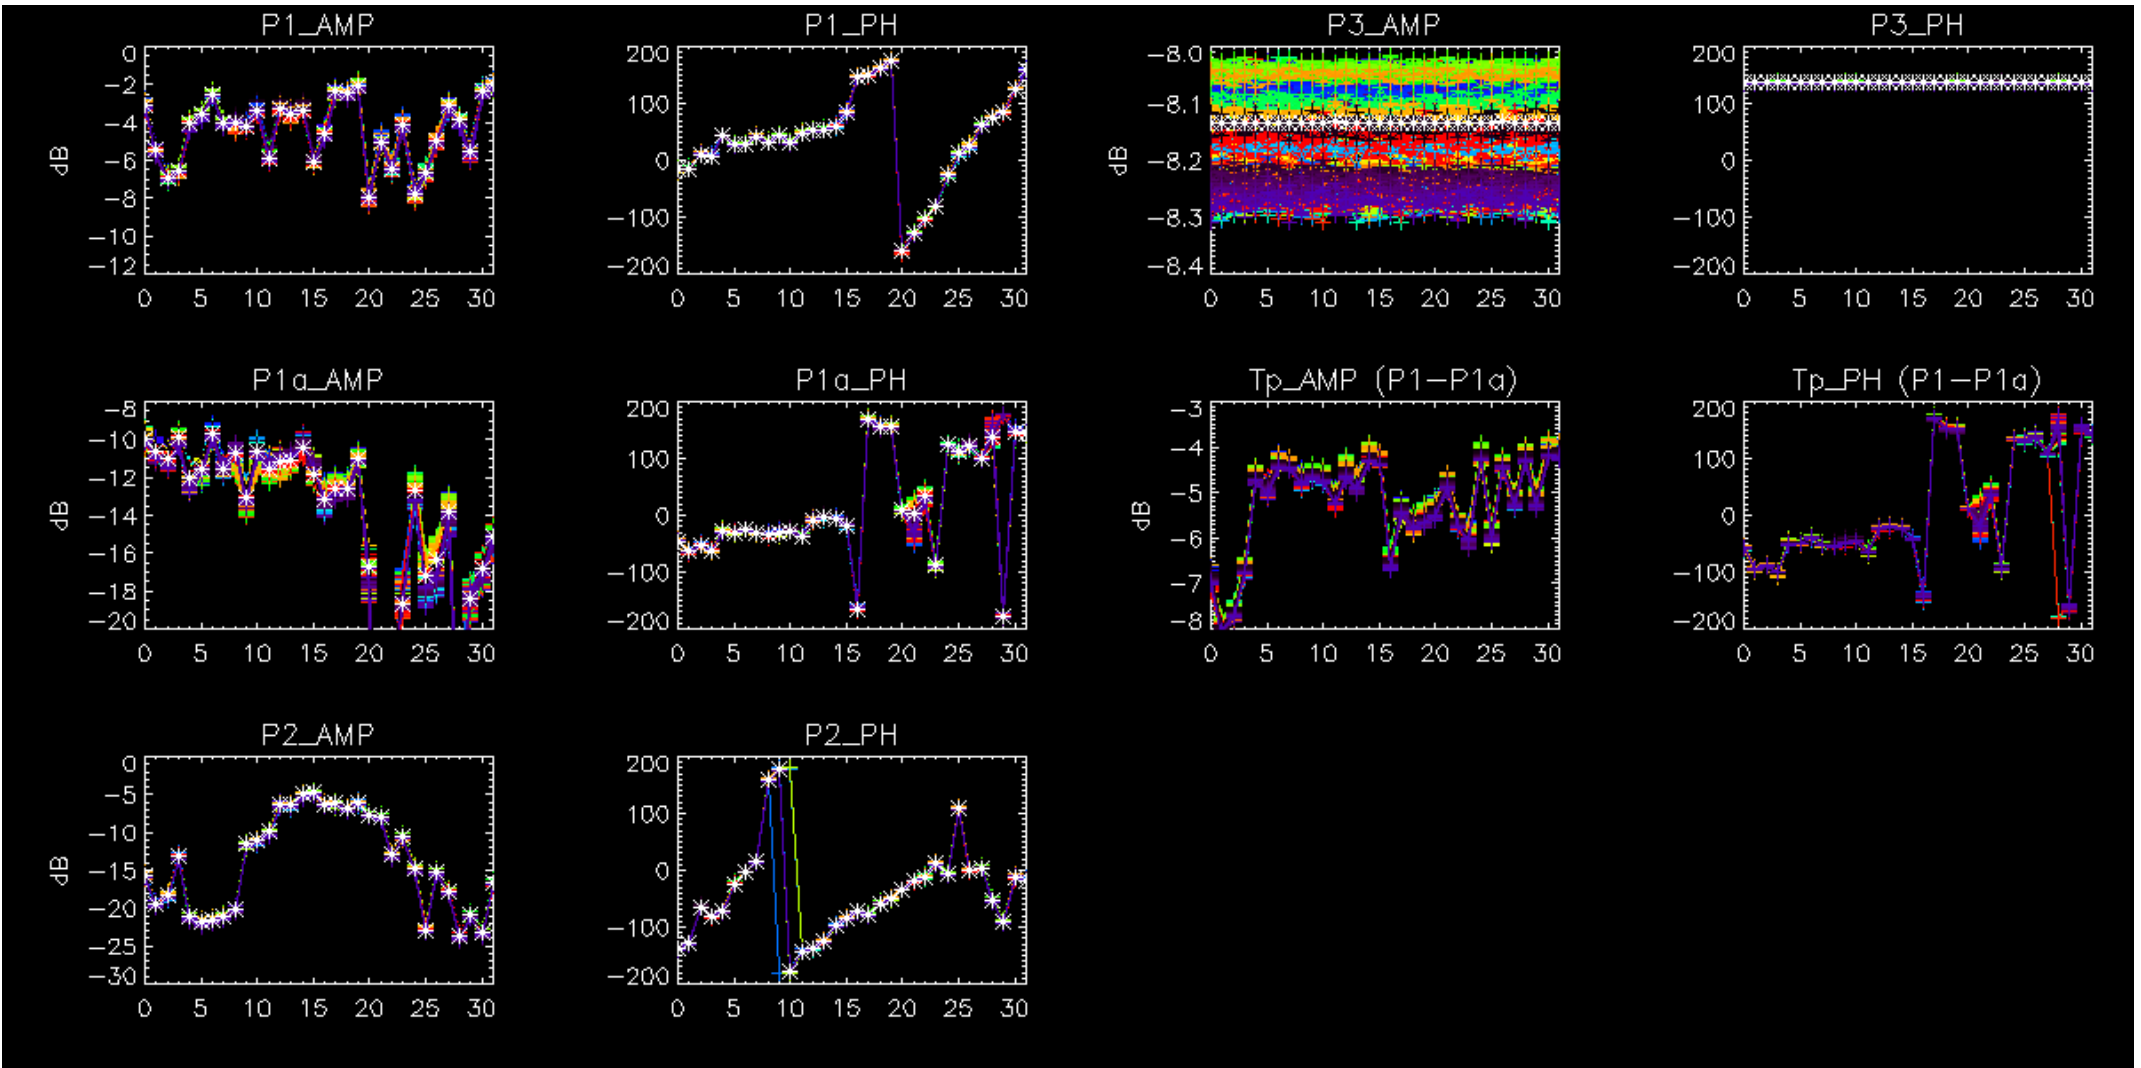 P1_AMP P1_PH P3_AMP P3_PH
0 200 -8.0 200
-2
100 -8.1 100
-4
dB -6 0 dB -8.2 0
-8
-100 -8.3 -100
-10
-12 -200 -8.4 -200
0 5 10 15 20 25 30 0 5 10 15 20 25 30 0 5 10 15 20 25 30 0 5 10 15 20 25 30
P1a_AMP P1a_PH Tp_AMP (P1-P1a) Tp_PH (P1-P1a)
-8 200 -3 200
-10
100 -4 100
-12
dB -14 0 dB -5 0
-6
-16
-100 -7 -100
-18
-20 -200 -8 -200
0 5 10 15 20 25 30 0 5 10 15 20 25 30 0 5 10 15 20 25 30 0 5 10 15 20 25 30
P2_AMP P2_PH
0 200
-5
100
-10
dB -15 0
-20
-100
-25
-30 -200
0 5 10 15 20 25 30 0 5 10 15 20 25 30